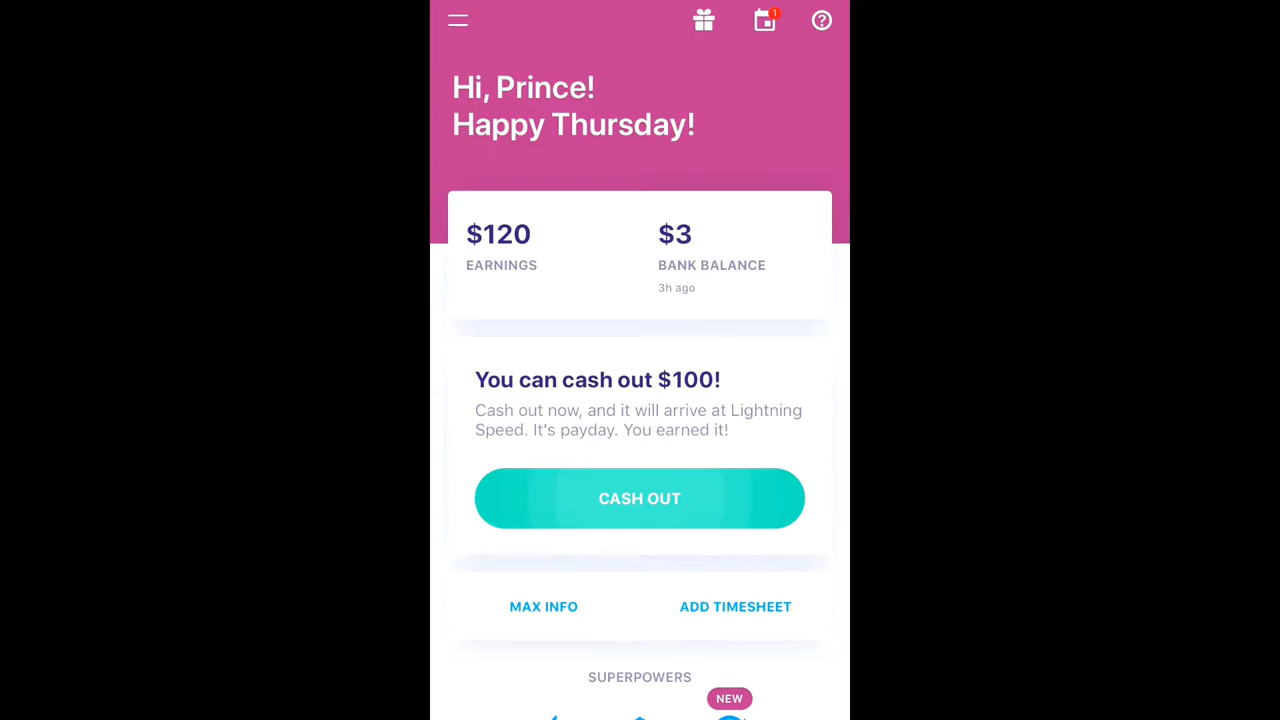 1
Hi, Prince!
Happy Thursday!
$120
EARNINGS
$3
BANK BALANCE
3h ago
You can cash out $100!
Cash out now, and it will arrive at Lightning
Speed. It's payday. You earned it!
CASH OUT
MAX INFO
ADD TIMESHEET
SUPERPOWERS
NEW